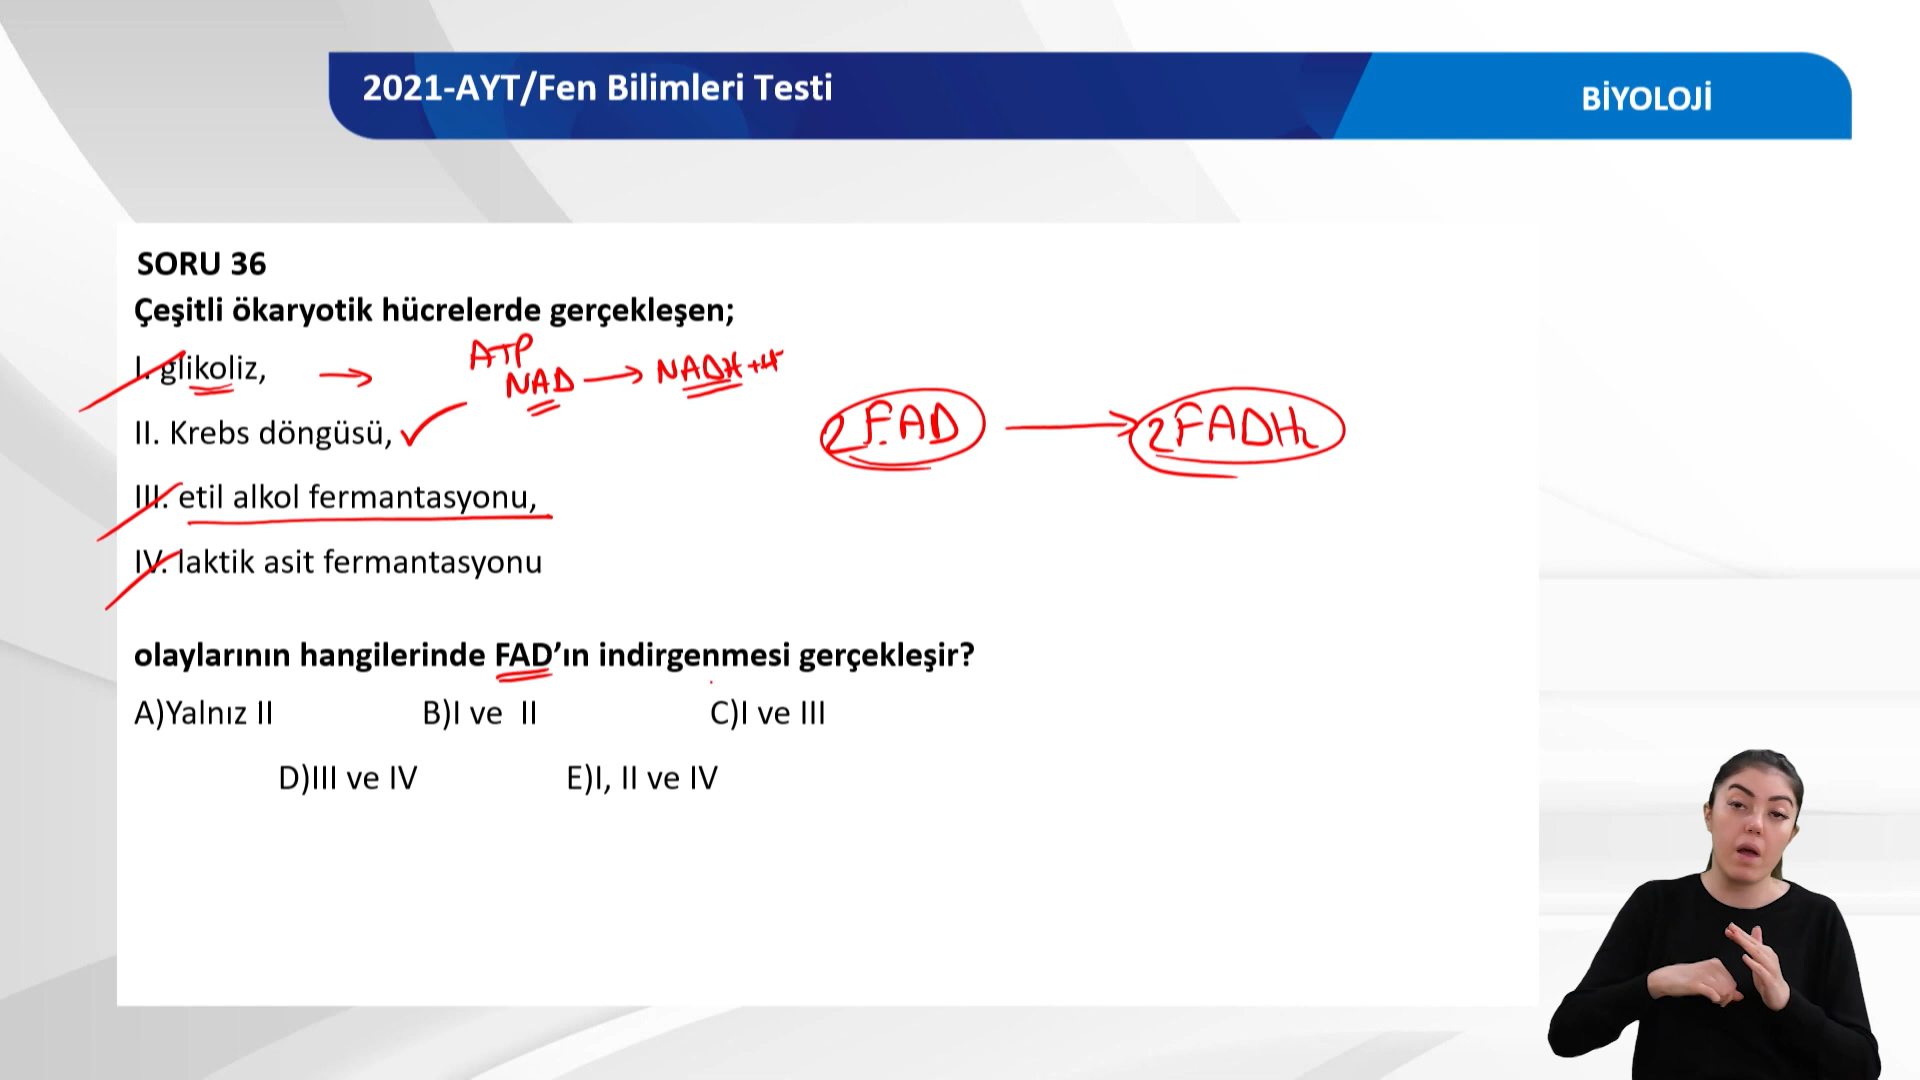 2021-AYT/Fen Bilimleri Testi
BİYOLOJİ
SORU 36
Çeşitli ökaryotik hücrelerde gerçekleşen;
I. glikoliz,
ATP
NAD → NADH+H⁺
II. Krebs döngüsü,
2FAD → 2FADH₂
III. etil alkol fermantasyonu,
IV. laktik asit fermantasyonu
olaylarının hangilerinde FAD’ın indirgenmesi gerçekleşir?
A)Yalnız II B)I ve II C)I ve III
D)III ve IV E)I, II ve IV